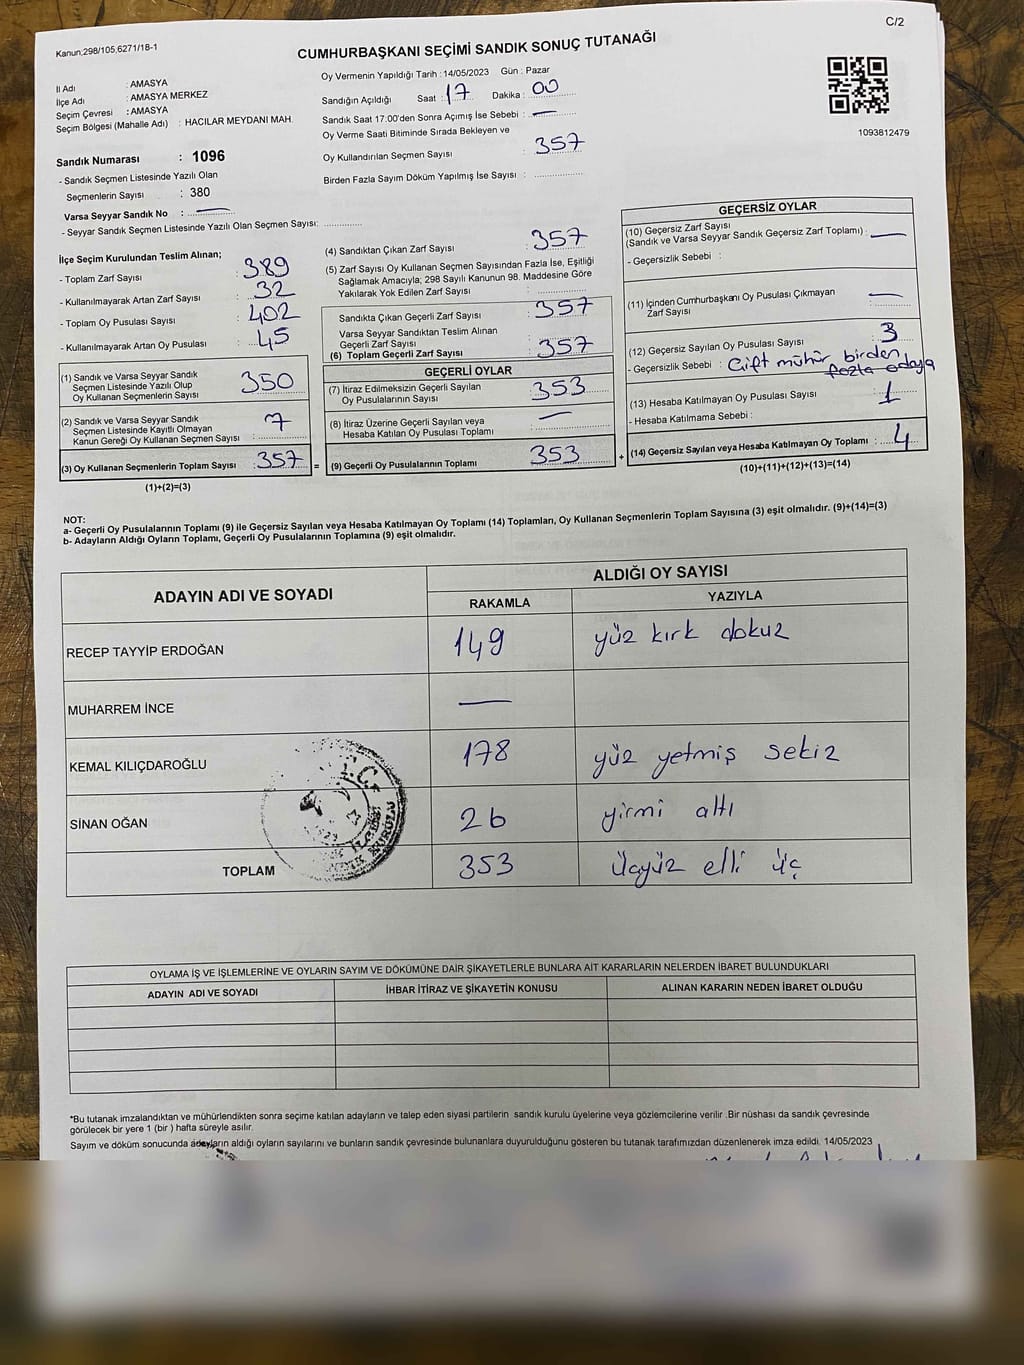 C/2
Kanun:298/105,6271/18-1
CUMHURBAŞKANI SEÇİMİ SANDIK SONUÇ TUTANAĞI
İl Adı : AMASYA
İlçe Adı : AMASYA MERKEZ
Seçim Çevresi : AMASYA
Seçim Bölgesi (Mahalle Adı) : HACILAR MEYDANI MAH.
Sandık Numarası : 1096
- Sandık Seçmen Listesinde Yazılı Olan
Seçmenlerin Sayısı : 380
Varsa Seyyar Sandık No :
- Seyyar Sandık Seçmen Listesinde Yazılı Olan Seçmen Sayısı:
Oy Vermenin Yapıldığı Tarih : 14/05/2023 Gün : Pazar
Sandığın Açıldığı Saat : 17 Dakika : 00
Sandık Saat 17.00'den Sonra Açımış İse Sebebi : —
Oy Verme Saati Bitiminde Sırada Bekleyen ve
Oy Kullandırılan Seçmen Sayısı : 357
Birden Fazla Sayım Döküm Yapılmış İse Sayısı :
1093812479
İlçe Seçim Kurulundan Teslim Alınan;
- Toplam Zarf Sayısı : 389
- Kullanılmayarak Artan Zarf Sayısı : 32
- Toplam Oy Pusulası Sayısı : 402
- Kullanılmayarak Artan Oy Pusulası : 45
(1) Sandık ve Varsa Seyyar Sandık
Seçmen Listesinde Yazılı Olup
Oy Kullanan Seçmenlerin Sayısı : 350
(2) Sandık ve Varsa Seyyar Sandık
Seçmen Listesinde Kayıtlı Olmayan
Kanun Gereği Oy Kullanan Seçmen Sayısı : 7
(3) Oy Kullanan Seçmenlerin Toplam Sayısı : 357 =
(1)+(2)=(3)
(4) Sandıktan Çıkan Zarf Sayısı : 357
(5) Zarf Sayısı Oy Kullanan Seçmen Sayısından Fazla İse, Eşitliği
Sağlamak Amacıyla; 298 Sayılı Kanunun 98. Maddesine Göre
Yakılarak Yok Edilen Zarf Sayısı :
Sandıkta Çıkan Geçerli Zarf Sayısı : 357
Varsa Seyyar Sandıktan Teslim Alınan
Geçerli Zarf Sayısı :
(6) Toplam Geçerli Zarf Sayısı : 357
GEÇERLİ OYLAR
(7) İtiraz Edilmeksizin Geçerli Sayılan
Oy Pusulalarının Sayısı : 353
(8) İtiraz Üzerine Geçerli Sayılan veya
Hesaba Katılan Oy Pusulası Toplamı : —
(9) Geçerli Oy Pusulalarının Toplamı : 353 +
GEÇERSİZ OYLAR
(10) Geçersiz Zarf Sayısı
(Sandık ve Varsa Seyyar Sandık Geçersiz Zarf Toplamı) : —
- Geçersizlik Sebebi :
(11) İçinden Cumhurbaşkanı Oy Pusulası Çıkmayan
Zarf Sayısı : —
(12) Geçersiz Sayılan Oy Pusulası Sayısı : 3
- Geçersizlik Sebebi : Çift mühür, birden
fazla adaya
(13) Hesaba Katılmayan Oy Pusulası Sayısı : 1
- Hesaba Katılmama Sebebi :
(14) Geçersiz Sayılan veya Hesaba Katılmayan Oy Toplamı : 4
(10)+(11)+(12)+(13)=(14)
NOT:
a- Geçerli Oy Pusulalarının Toplamı (9) ile Geçersiz Sayılan veya Hesaba Katılmayan Oy Toplamı (14) Toplamları, Oy Kullanan Seçmenlerin Toplam Sayısına (3) eşit olmalıdır. (9)+(14)=(3)
b- Adayların Aldığı Oyların Toplamı, Geçerli Oy Pusulalarının Toplamına (9) eşit olmalıdır.
ADAYIN ADI VE SOYADI
ALDIĞI OY SAYISI
RAKAMLA YAZIYLA
RECEP TAYYİP ERDOĞAN 149 yüz kırk dokuz
MUHARREM İNCE —
KEMAL KILIÇDAROĞLU 178 yüz yetmiş sekiz
SİNAN OĞAN 26 yirmi altı
TOPLAM 353 üçyüz elli üç
T.C.
OYLAMA İŞ VE İŞLEMLERİNE VE OYLARIN SAYIM VE DÖKÜMÜNE DAİR ŞİKAYETLERLE BUNLARA AİT KARARLARIN NELERDEN İBARET BULUNDUKLARI
ADAYIN ADI VE SOYADI İHBAR İTİRAZ VE ŞİKAYETİN KONUSU ALINAN KARARIN NEDEN İBARET OLDUĞU
*Bu tutanak imzalandıktan ve mühürlendikten sonra seçime katılan adayların ve talep eden siyasi partilerin sandık kurulu üyelerine veya gözlemcilerine verilir .Bir nüshası da sandık çevresinde
görülecek bir yere 1 (bir ) hafta süreyle asılır.
Sayım ve döküm sonucunda adayların aldığı oyların sayılarını ve bunların sandık çevresinde bulunanlara duyurulduğunu gösteren bu tutanak tarafımızdan düzenlenerek imza edildi. 14/05/2023